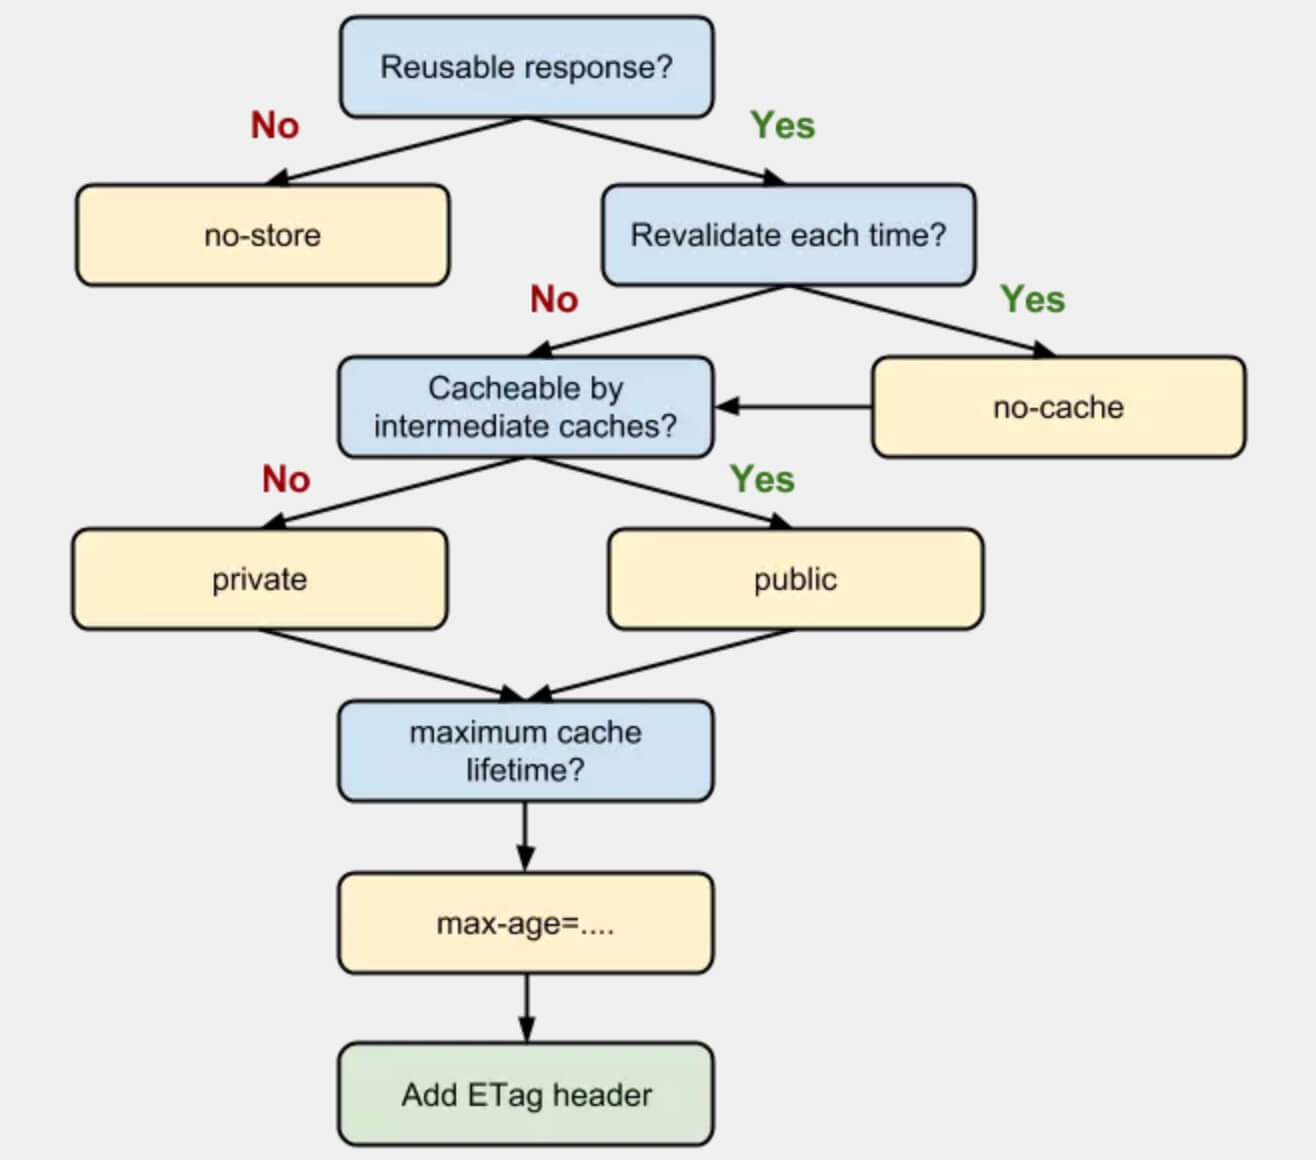 Reusable response?
No
Yes
no-store
Revalidate each time?
No
Yes
Cacheable by
intermediate caches?
no-cache
No
Yes
private
public
maximum cache
lifetime?
max-age=....
Add ETag header